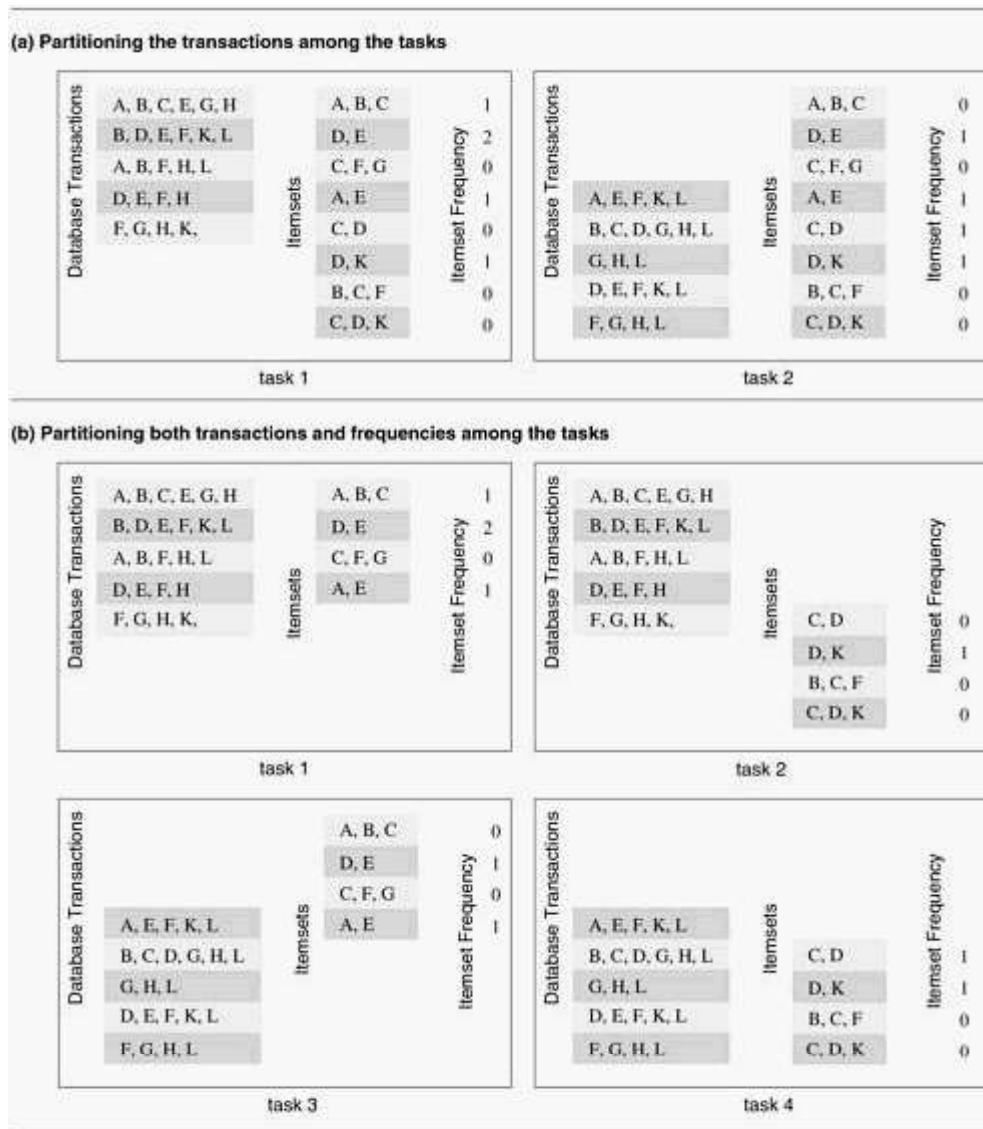 (a) Partitioning the transactions among the tasks
Database Transactions
A, B, C, E, G, H
B, D, E, F, K, L
A, B, F, H, L
D, E, F, H
F, G, H, K,
Itemsets
A, B, C
D, E
C, F, G
A, E
C, D
D, K
B, C, F
C, D, K
Itemset Frequency
1
2
0
1
0
1
0
0
task 1
Database Transactions
A, E, F, K, L
B, C, D, G, H, L
G, H, L
D, E, F, K, L
F, G, H, L
Itemsets
A, B, C
D, E
C, F, G
A, E
C, D
D, K
B, C, F
C, D, K
Itemset Frequency
0
1
0
1
1
1
0
0
task 2
(b) Partitioning both transactions and frequencies among the tasks
Database Transactions
A, B, C, E, G, H
B, D, E, F, K, L
A, B, F, H, L
D, E, F, H
F, G, H, K,
Itemsets
A, B, C
D, E
C, F, G
A, E
Itemset Frequency
1
2
0
1
task 1
Database Transactions
A, B, C, E, G, H
B, D, E, F, K, L
A, B, F, H, L
D, E, F, H
F, G, H, K,
Itemsets
C, D
D, K
B, C, F
C, D, K
Itemset Frequency
0
1
0
0
task 2
Database Transactions
A, E, F, K, L
B, C, D, G, H, L
G, H, L
D, E, F, K, L
F, G, H, L
Itemsets
A, B, C
D, E
C, F, G
A, E
Itemset Frequency
0
1
0
1
task 3
Database Transactions
A, E, F, K, L
B, C, D, G, H, L
G, H, L
D, E, F, K, L
F, G, H, L
Itemsets
C, D
D, K
B, C, F
C, D, K
Itemset Frequency
1
1
0
0
task 4